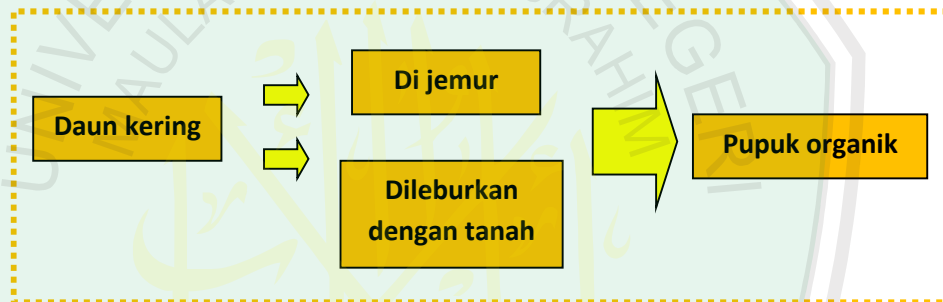 Daun kering
Di jemur
Dileburkan
dengan tanah
Pupuk organik